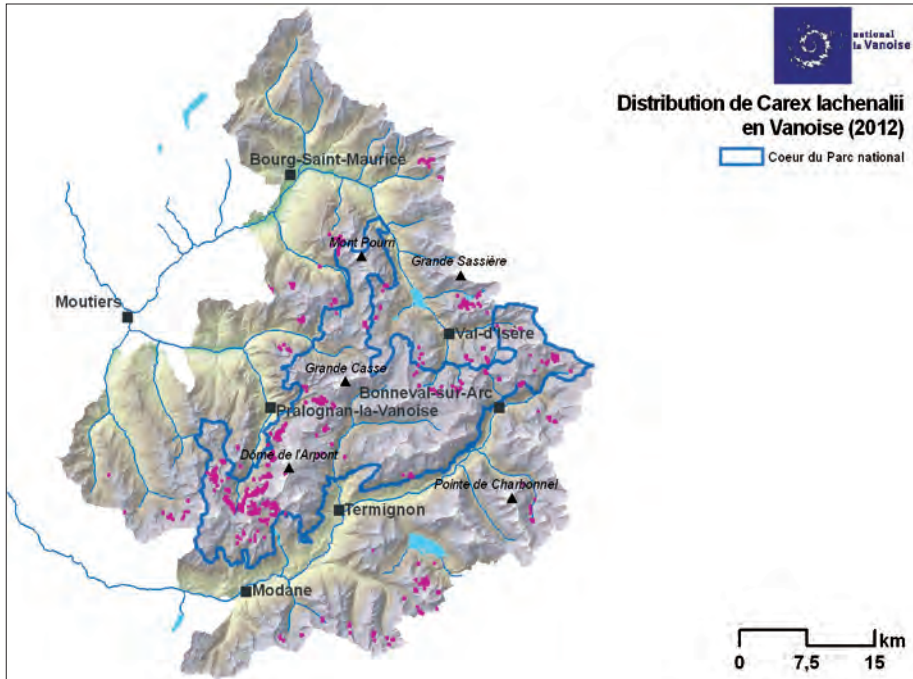 national
la Vanoise
Distribution de Carex lachenalii
en Vanoise (2012)
Coeur du Parc national
Bourg-Saint-Maurice
Mont Pourri
Grande Sassière
Moutiers
Val-d'Isère
Grande Casse
Bonneval-sur-Arc
Pralognan-la-Vanoise
Dôme de l'Arpont
Pointe de Charbonnel
Termignon
Modane
km
0 7,5 15